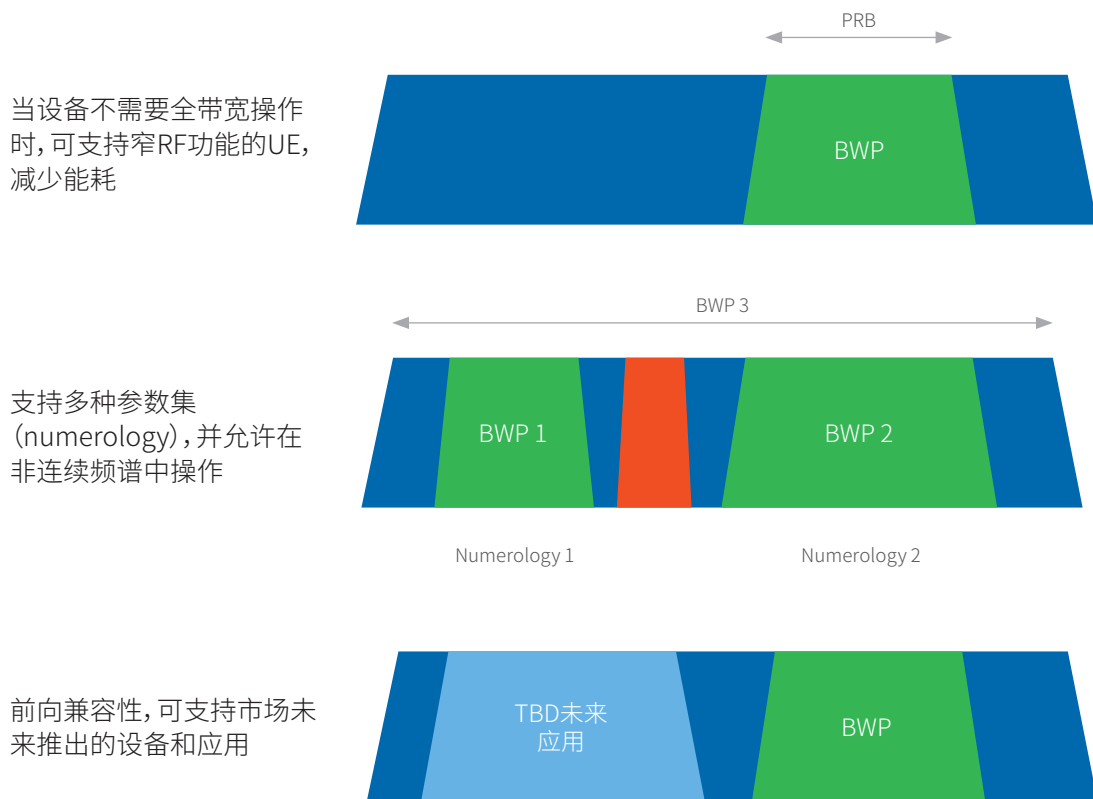 PRB
当设备不需要全带宽操作
时，可支持窄RF功能的UE，
减少能耗
BWP
BWP 3
支持多种参数集
（numerology），并允许在
非连续频谱中操作
BWP 1
BWP 2
Numerology 1
Numerology 2
前向兼容性，可支持市场未
来推出的设备和应用
TBD未来
应用
BWP